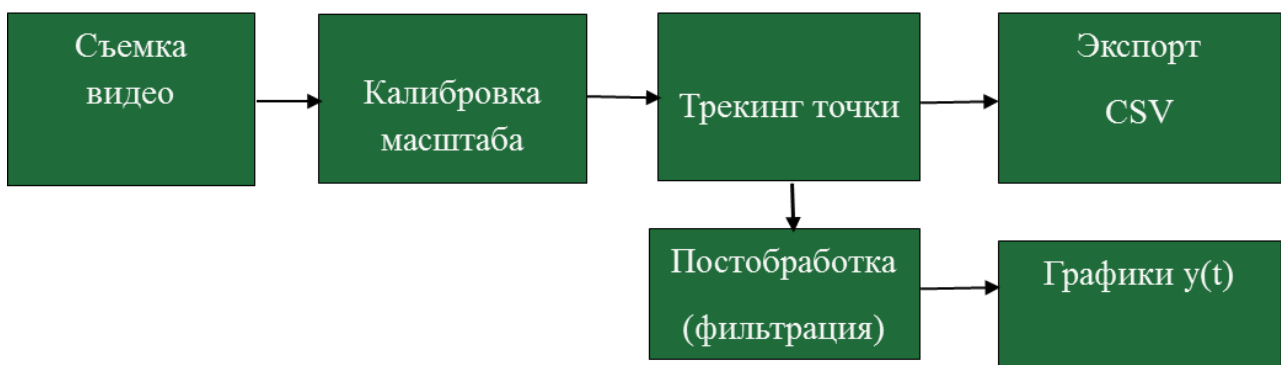 Съемка
видео
Калибровка
масштаба
Трекинг точки
Экспорт
CSV
Постобработка
(фильтрация)
Графики y(t)